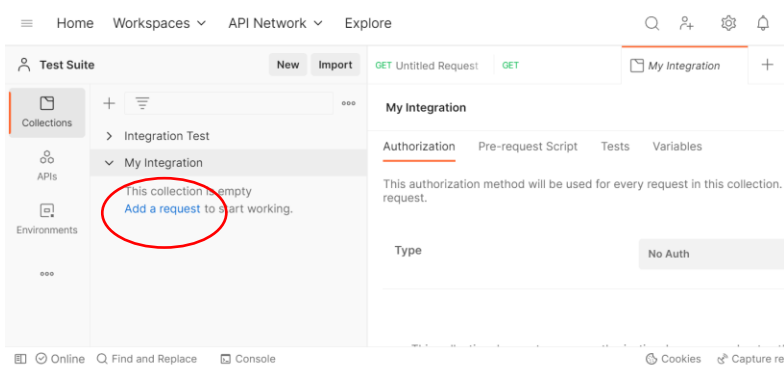 Home Workspaces API Network Explore
Test Suite New Import
GET Untitled Request GET My Integration
Collections
My Integration
Integration Test
Authorization Pre-request Script Tests Variables
My Integration
APIs
This collection is empty
This authorization method will be used for every request in this collection.
request.
Add a request to start working.
Environments
Type No Auth
Online Find and Replace Console Cookies Capture re